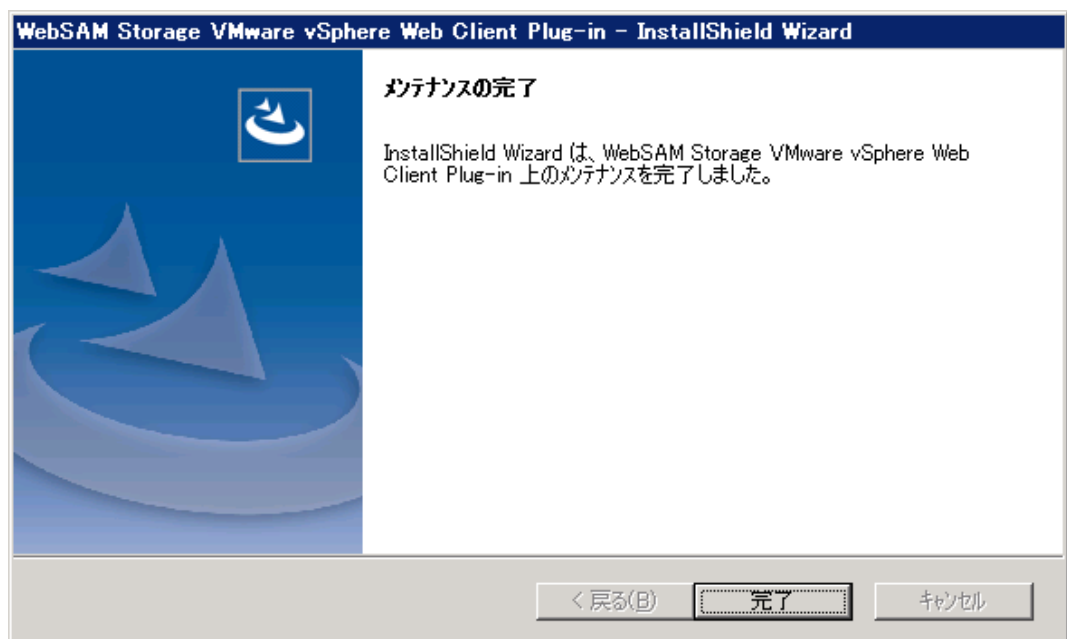 WebSAM Storage VMware vSphere Web Client Plug-in - InstallShield Wizard
メンテナンスの完了
InstallShield Wizard は、WebSAM Storage VMware vSphere Web
Client Plug-in 上のメンテナンスを完了しました。
< 戻る(B)
完了
キャンセル